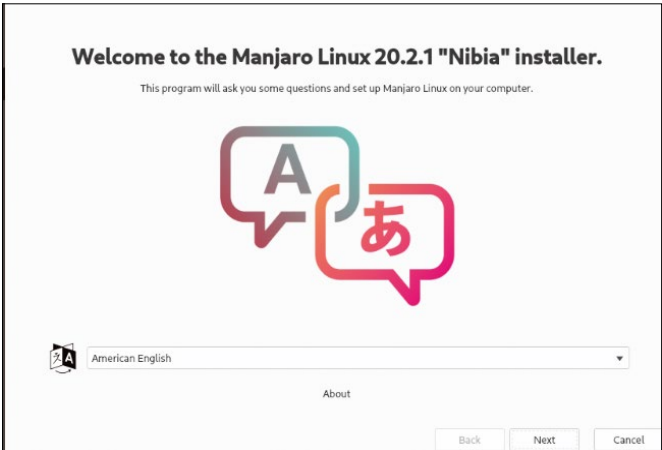 Welcome to the Manjaro Linux 20.2.1 "Nibia" installer.
This program will ask you some questions and set up Manjaro Linux on your computer.
A
あ
A
American English
About
Back
Next
Cancel